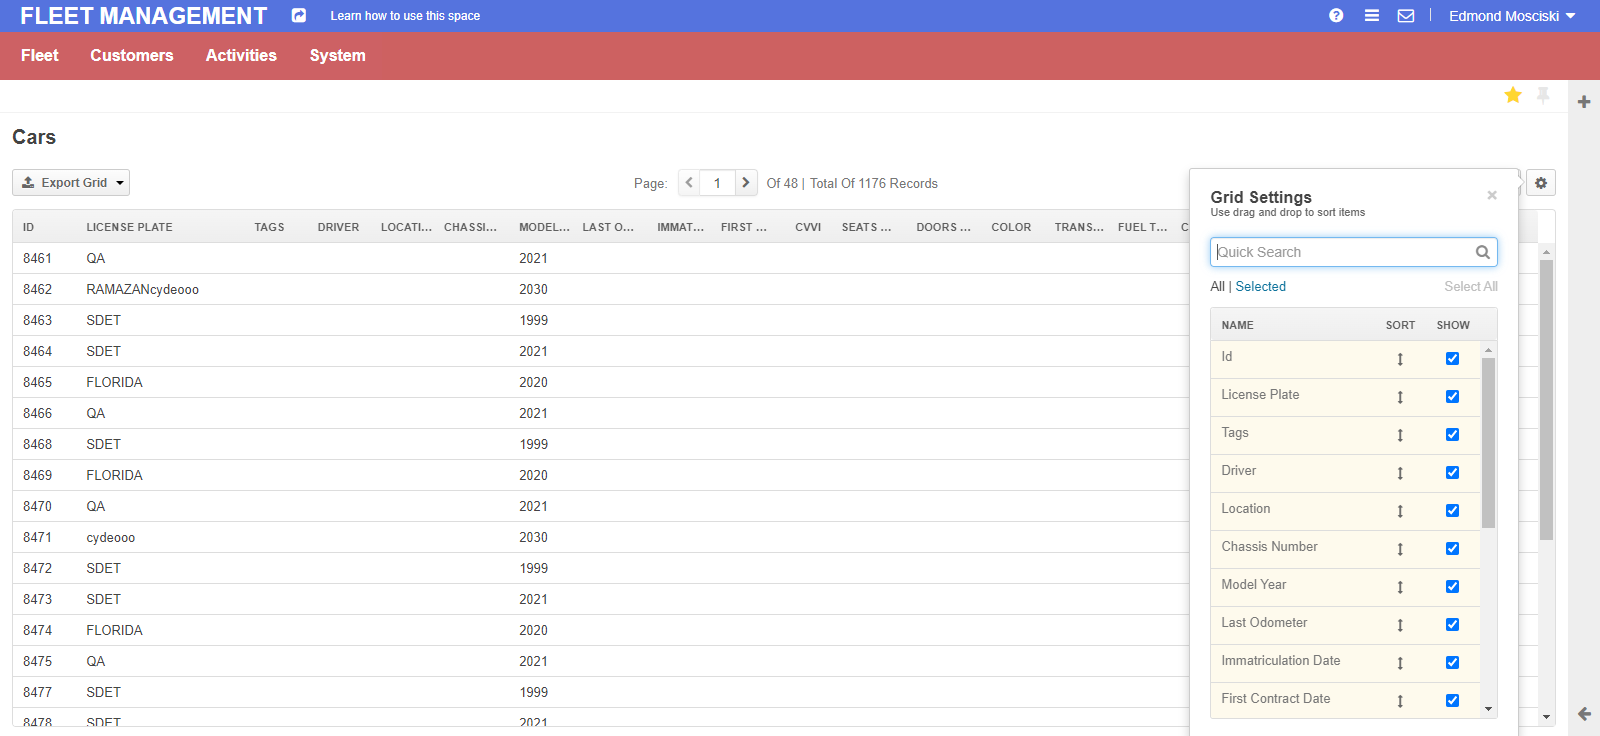 FLEET MANAGEMENT Learn how to use this space Edmond Mosciski
Fleet Customers Activities System
Cars
Export Grid Page: 1 Of 48 | Total Of 1176 Records
ID LICENSE PLATE TAGS DRIVER LOCATI... CHASSI... MODEL... LAST O... IMMAT... FIRST ... CVVI SEATS ... DOORS ... COLOR TRANS... FUEL T... C
8461 QA 2021
8462 RAMAZANcydeooo 2030
8463 SDET 1999
8464 SDET 2021
8465 FLORIDA 2020
8466 QA 2021
8468 SDET 1999
8469 FLORIDA 2020
8470 QA 2021
8471 cydeooo 2030
8472 SDET 1999
8473 SDET 2021
8474 FLORIDA 2020
8475 QA 2021
8477 SDET 1999
8478 SDET 2021
Grid Settings ×
Use drag and drop to sort items
Quick Search
All | Selected Select All
NAME SORT SHOW
Id
License Plate
Tags
Driver
Location
Chassis Number
Model Year
Last Odometer
Immatriculation Date
First Contract Date